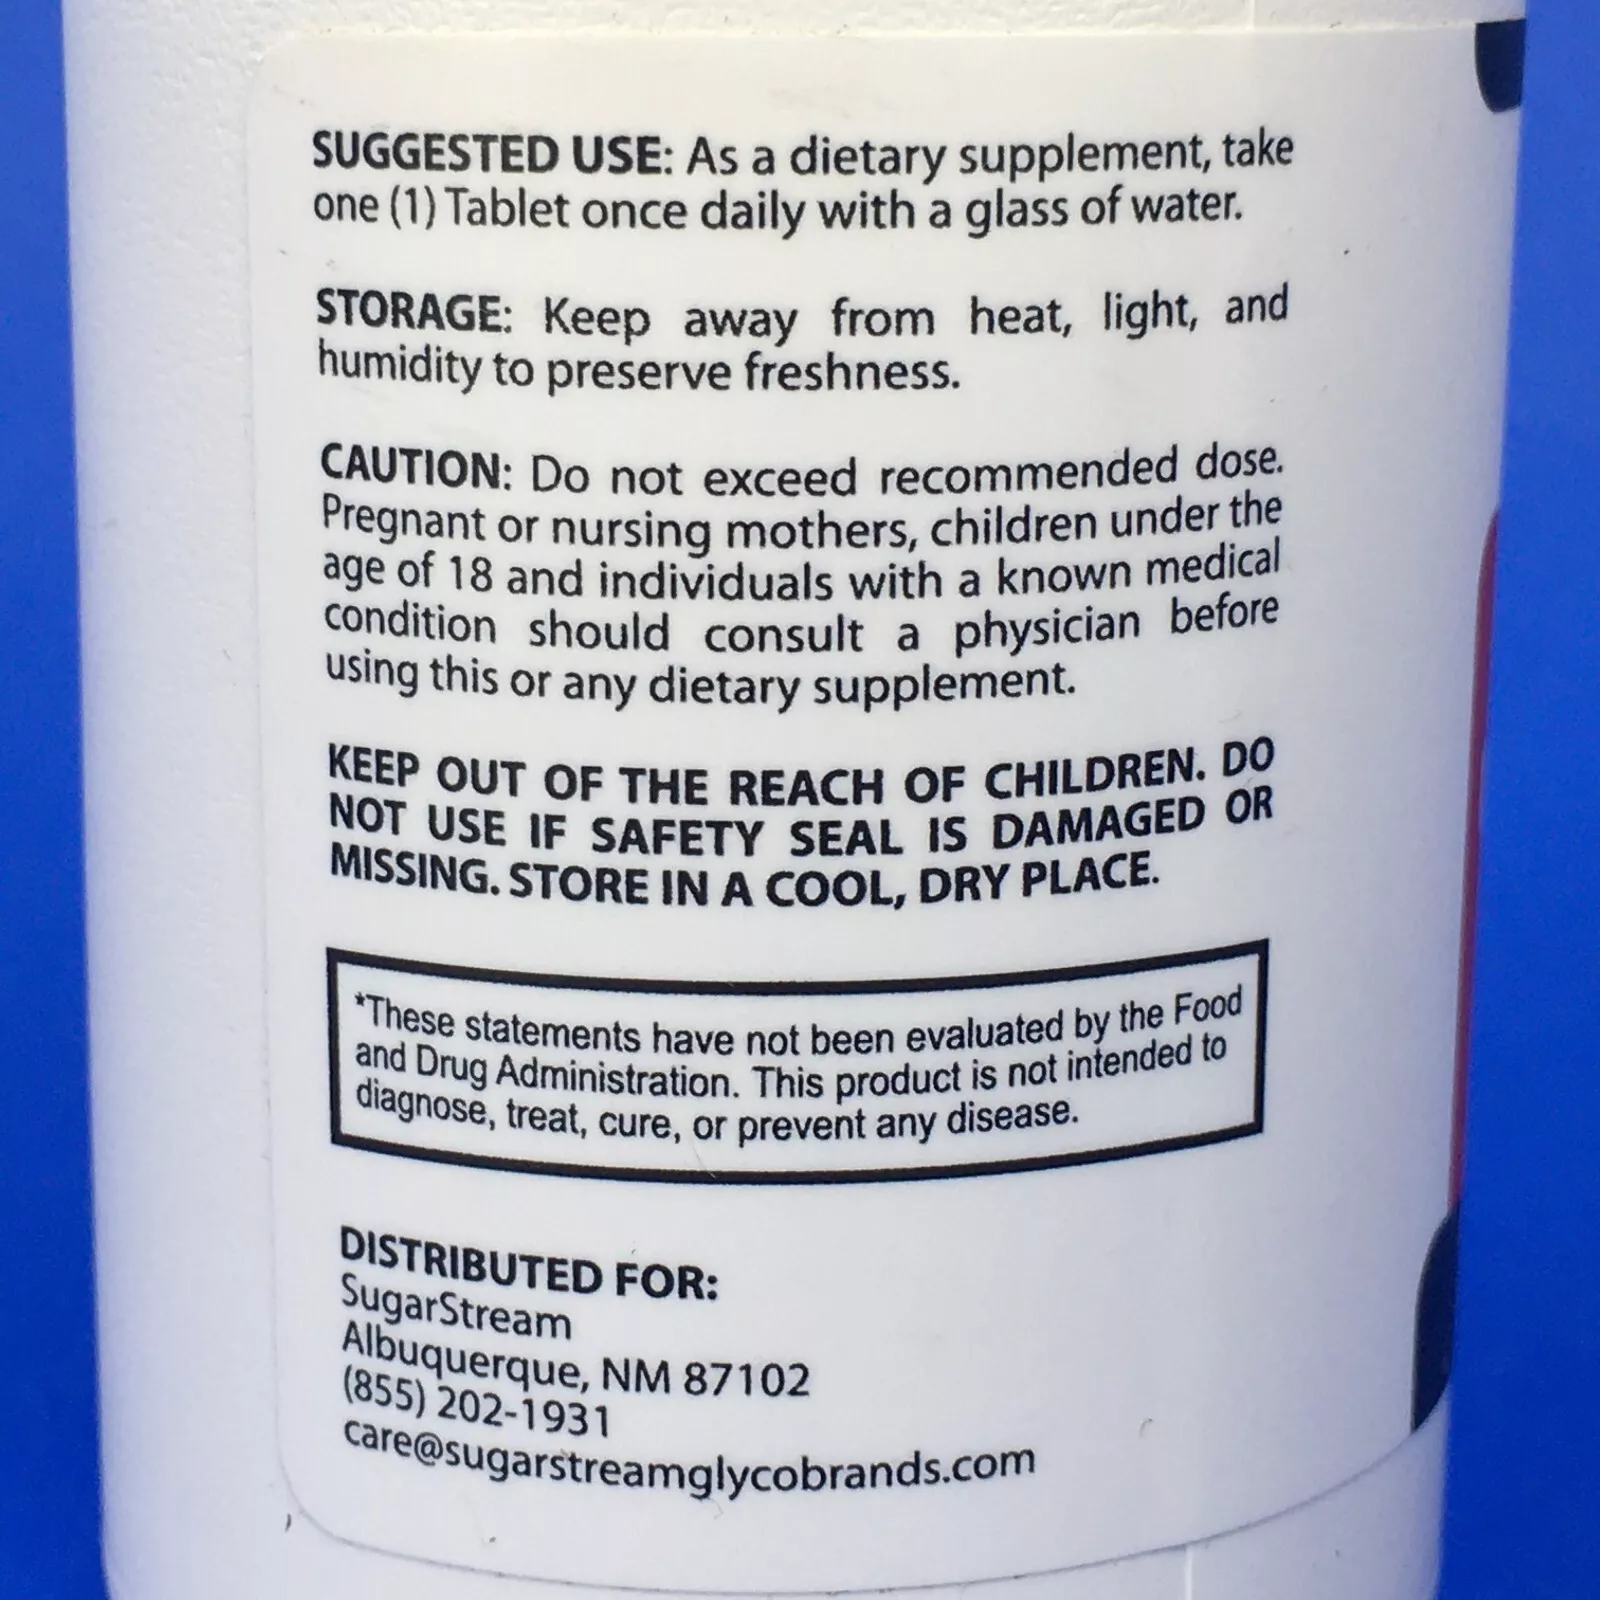 SUGGESTED USE: As a dietary supplement, take
one (1) Tablet once daily with a glass of water.
STORAGE: Keep away from heat, light, and
humidity to preserve freshness.
CAUTION: Do not exceed recommended dose.
Pregnant or nursing mothers, children under the
age of 18 and individuals with a known medical
condition should consult a physician before
using this or any dietary supplement.
KEEP OUT OF THE REACH OF CHILDREN. DO
NOT USE IF SAFETY SEAL IS DAMAGED OR
MISSING. STORE IN A COOL, DRY PLACE.
*These statements have not been evaluated by the Food
and Drug Administration. This product is not intended to
diagnose, treat, cure, or prevent any disease.
DISTRIBUTED FOR:
SugarStream
Albuquerque, NM 87102
(855) 202-1931
care@sugarstreamglycobrands.com